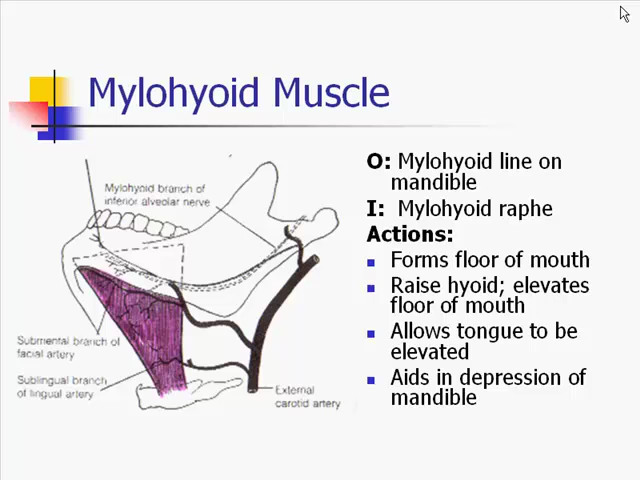 Mylohyoid Muscle
Mylohyoid branch of
inferior alveolar nerve
Submental branch of
facial artery
Sublingual branch
of lingual artery
External
carotid artery
O: Mylohyoid line on
mandible
I: Mylohyoid raphe
Actions:
Forms floor of mouth
Raise hyoid; elevates
floor of mouth
Allows tongue to be
elevated
Aids in depression of
mandible